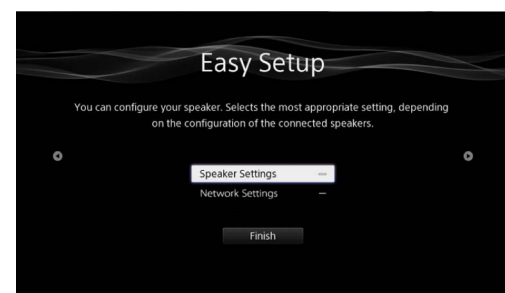 Easy Setup
You can configure your speaker. Selects the most appropriate setting, depending
on the configuration of the connected speakers.
Speaker Settings —
Network Settings —
Finish